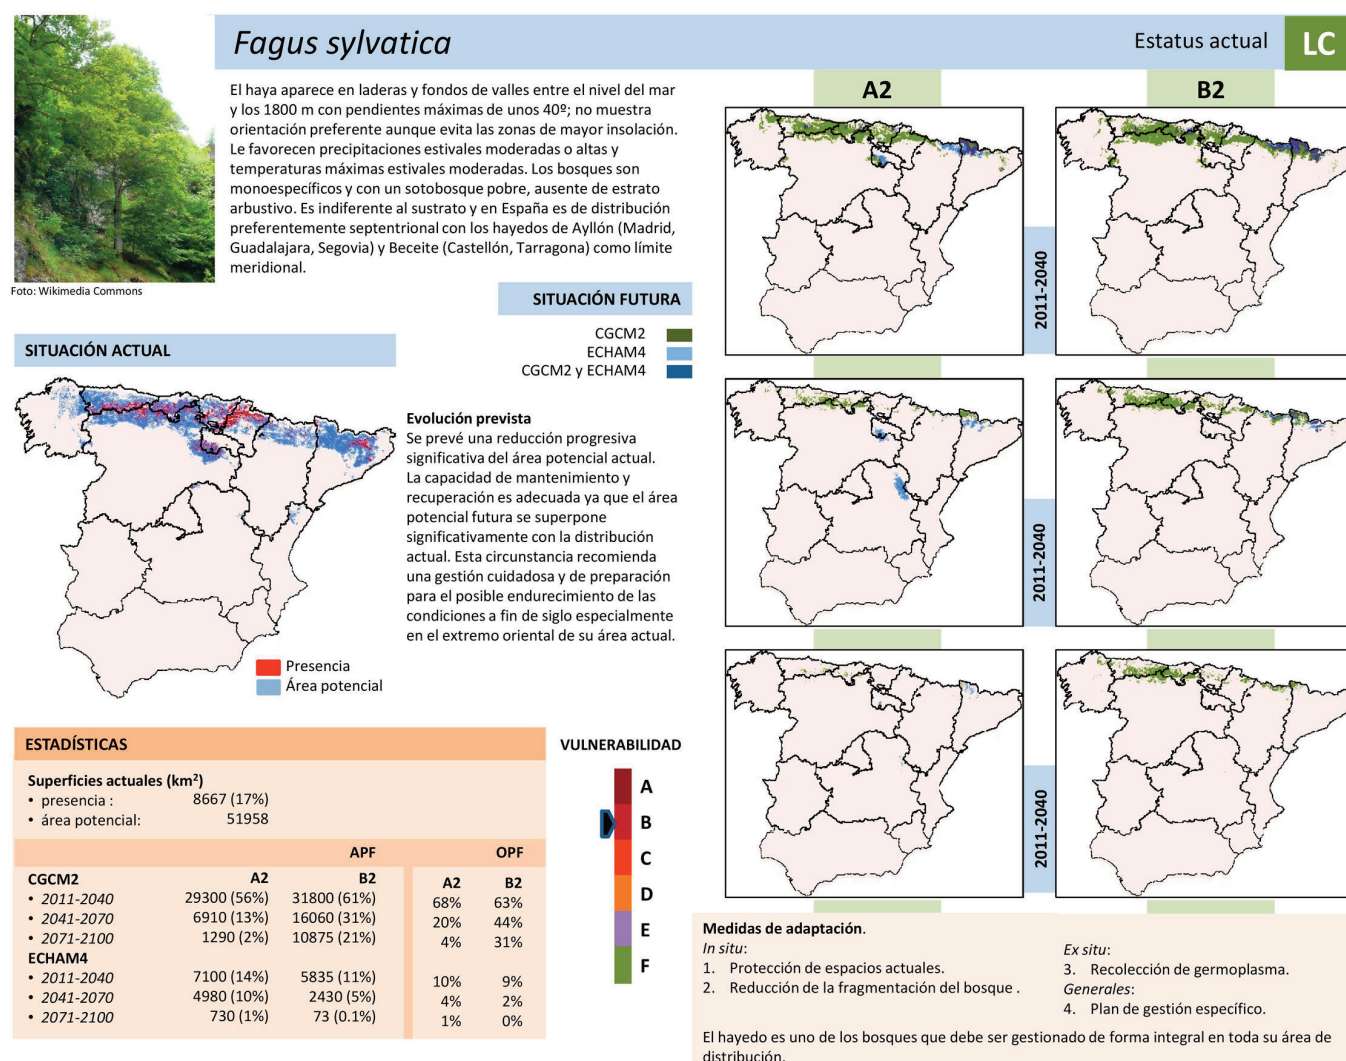 Fagus sylvatica
Estatus actual
LC
El haya aparece en laderas y fondos de valles entre el nivel del mar
y los 1800 m con pendientes máximas de unos 40º; no muestra
orientación preferente aunque evita las zonas de mayor insolación.
Le favorecen precipitaciones estivales moderadas o altas y
temperaturas máximas estivales moderadas. Los bosques son
monoespecíficos y con un sotobosque pobre, ausente de estrato
arbustivo. Es indiferente al sustrato y en España es de distribución
preferentemente septentrional con los hayedos de Ayllón (Madrid,
Guadalajara, Segovia) y Beceite (Castellón, Tarragona) como límite
meridional.
Foto: Wikimedia Commons
SITUACIÓN FUTURA
CGCM2
ECHAM4
CGCM2 y ECHAM4
SITUACIÓN ACTUAL
Presencia
Área potencial
Evolución prevista
Se prevé una reducción progresiva
significativa del área potencial actual.
La capacidad de mantenimiento y
recuperación es adecuada ya que el área
potencial futura se superpone
significativamente con la distribución
actual. Esta circunstancia recomienda
una gestión cuidadosa y de preparación
para el posible endurecimiento de las
condiciones a fin de siglo especialmente
en el extremo oriental de su área actual.
A2 B2
2011-2040
2011-2040
2011-2040
ESTADÍSTICAS
Superficies actuales (km²)
• presencia : 8667 (17%)
• área potencial: 51958
APF OPF
CGCM2 A2 B2 A2 B2
• 2011-2040 29300 (56%) 31800 (61%) 68% 63%
• 2041-2070 6910 (13%) 16060 (31%) 20% 44%
• 2071-2100 1290 (2%) 10875 (21%) 4% 31%
ECHAM4
• 2011-2040 7100 (14%) 5835 (11%) 10% 9%
• 2041-2070 4980 (10%) 2430 (5%) 4% 2%
• 2071-2100 730 (1%) 73 (0.1%) 1% 0%
VULNERABILIDAD
A
B
C
D
E
F
Medidas de adaptación.
In situ:
1. Protección de espacios actuales.
2. Reducción de la fragmentación del bosque .
Ex situ:
3. Recolección de germoplasma.
Generales:
4. Plan de gestión específico.
El hayedo es uno de los bosques que debe ser gestionado de forma integral en toda su área de
distribución.